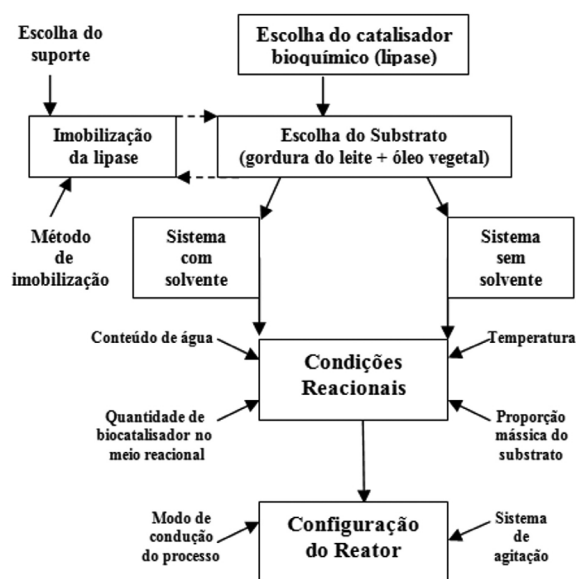 Escolha do
suporte
Escolha do catalisador
bioquímico (lipase)
Imobilização
da lipase
Escolha do Substrato
(gordura do leite + óleo vegetal)
Método
de
imobilização
Sistema
com
solvente
Sistema
sem
solvente
Conteúdo de água
Temperatura
Condições
Reacionais
Quantidade de
biocatalisador no
meio reacional
Proporção
mássica do
substrato
Modo de
condução
do processo
Configuração
do Reator
Sistema
de
agitação